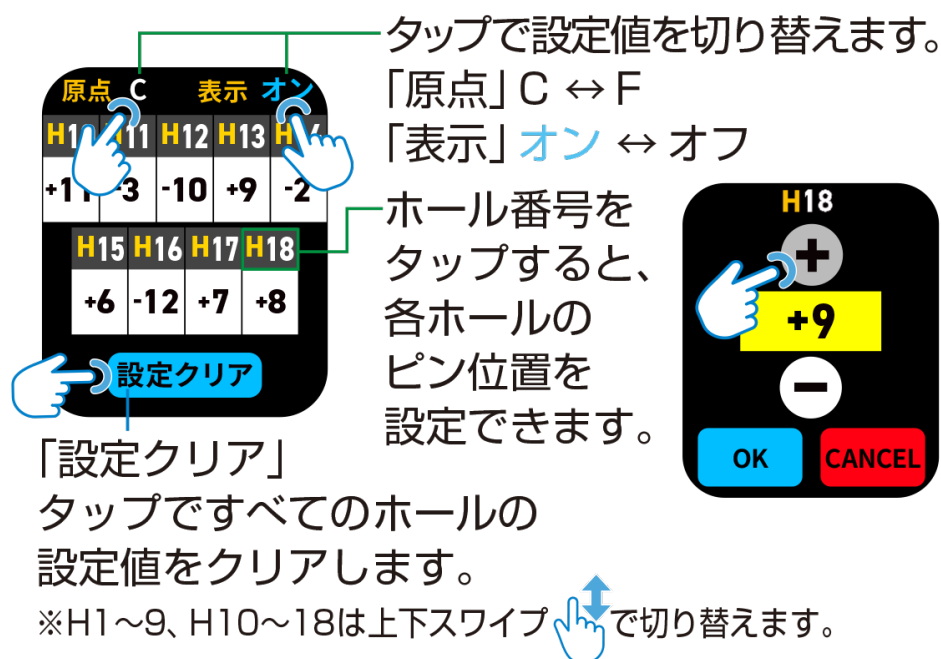 タップで設定値を切り替えます。
「原点」C ↔ F
「表示」オン ↔ オフ
原点 C 表示 オン
H11 H12 H13
-3 -10 +9 -2
H15 H16 H17 H18
+6 -12 +7 +8
設定クリア
ホール番号を
タップすると、
各ホールの
ピン位置を
設定できます。
H18
+
+9
−
OK CANCEL
「設定クリア」
タップですべてのホールの
設定値をクリアします。
※H1～9、H10～18は上下スワイプ で切り替えます。